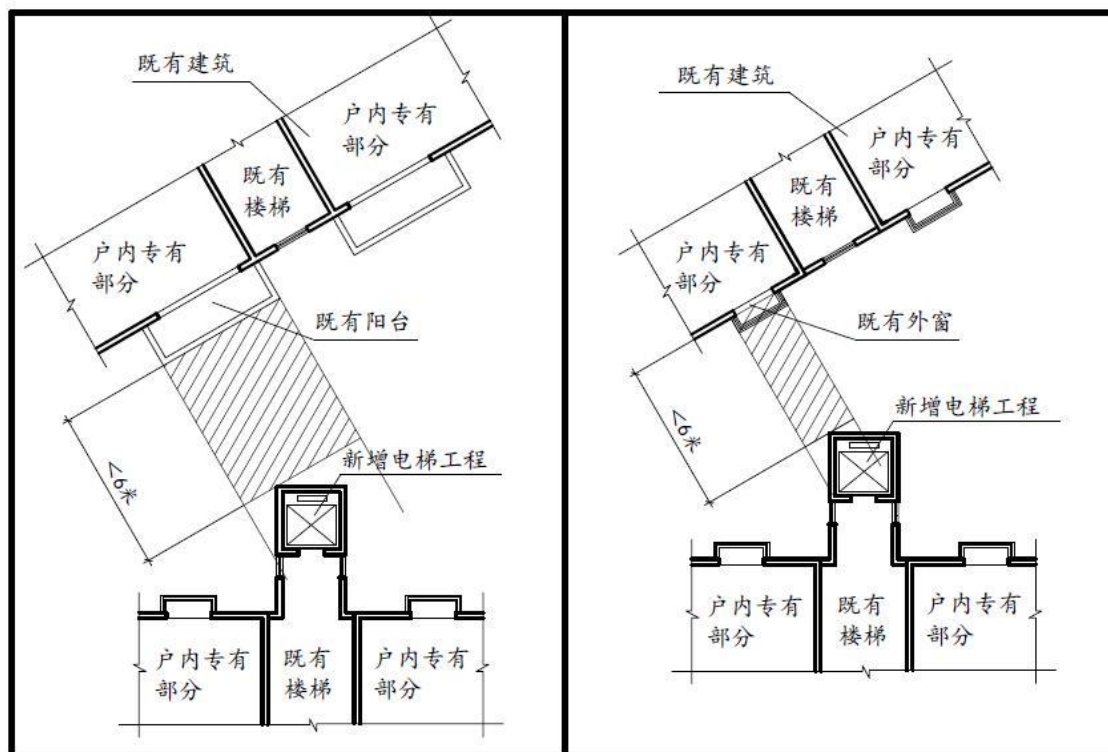 既有建筑
户内专有
部分
既有
楼梯
户内专有
部分
既有阳台
<6米
新增电梯工程
户内专有
部分
既有
楼梯
户内专有
部分
既有建筑
户内专有
部分
既有
楼梯
户内专有
部分
既有外窗
<6米
新增电梯工程
户内专有
部分
既有
楼梯
户内专有
部分